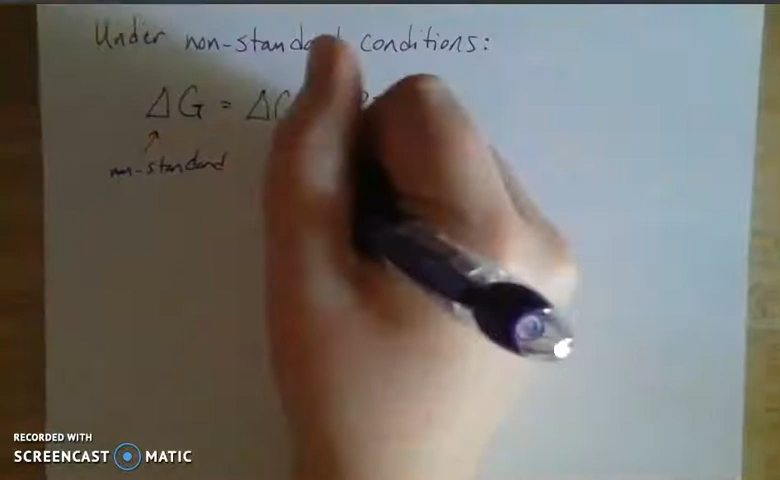 Under non-standard conditions:
ΔG = ΔG
non-standard
RECORDED WITH
SCREENCAST MATIC